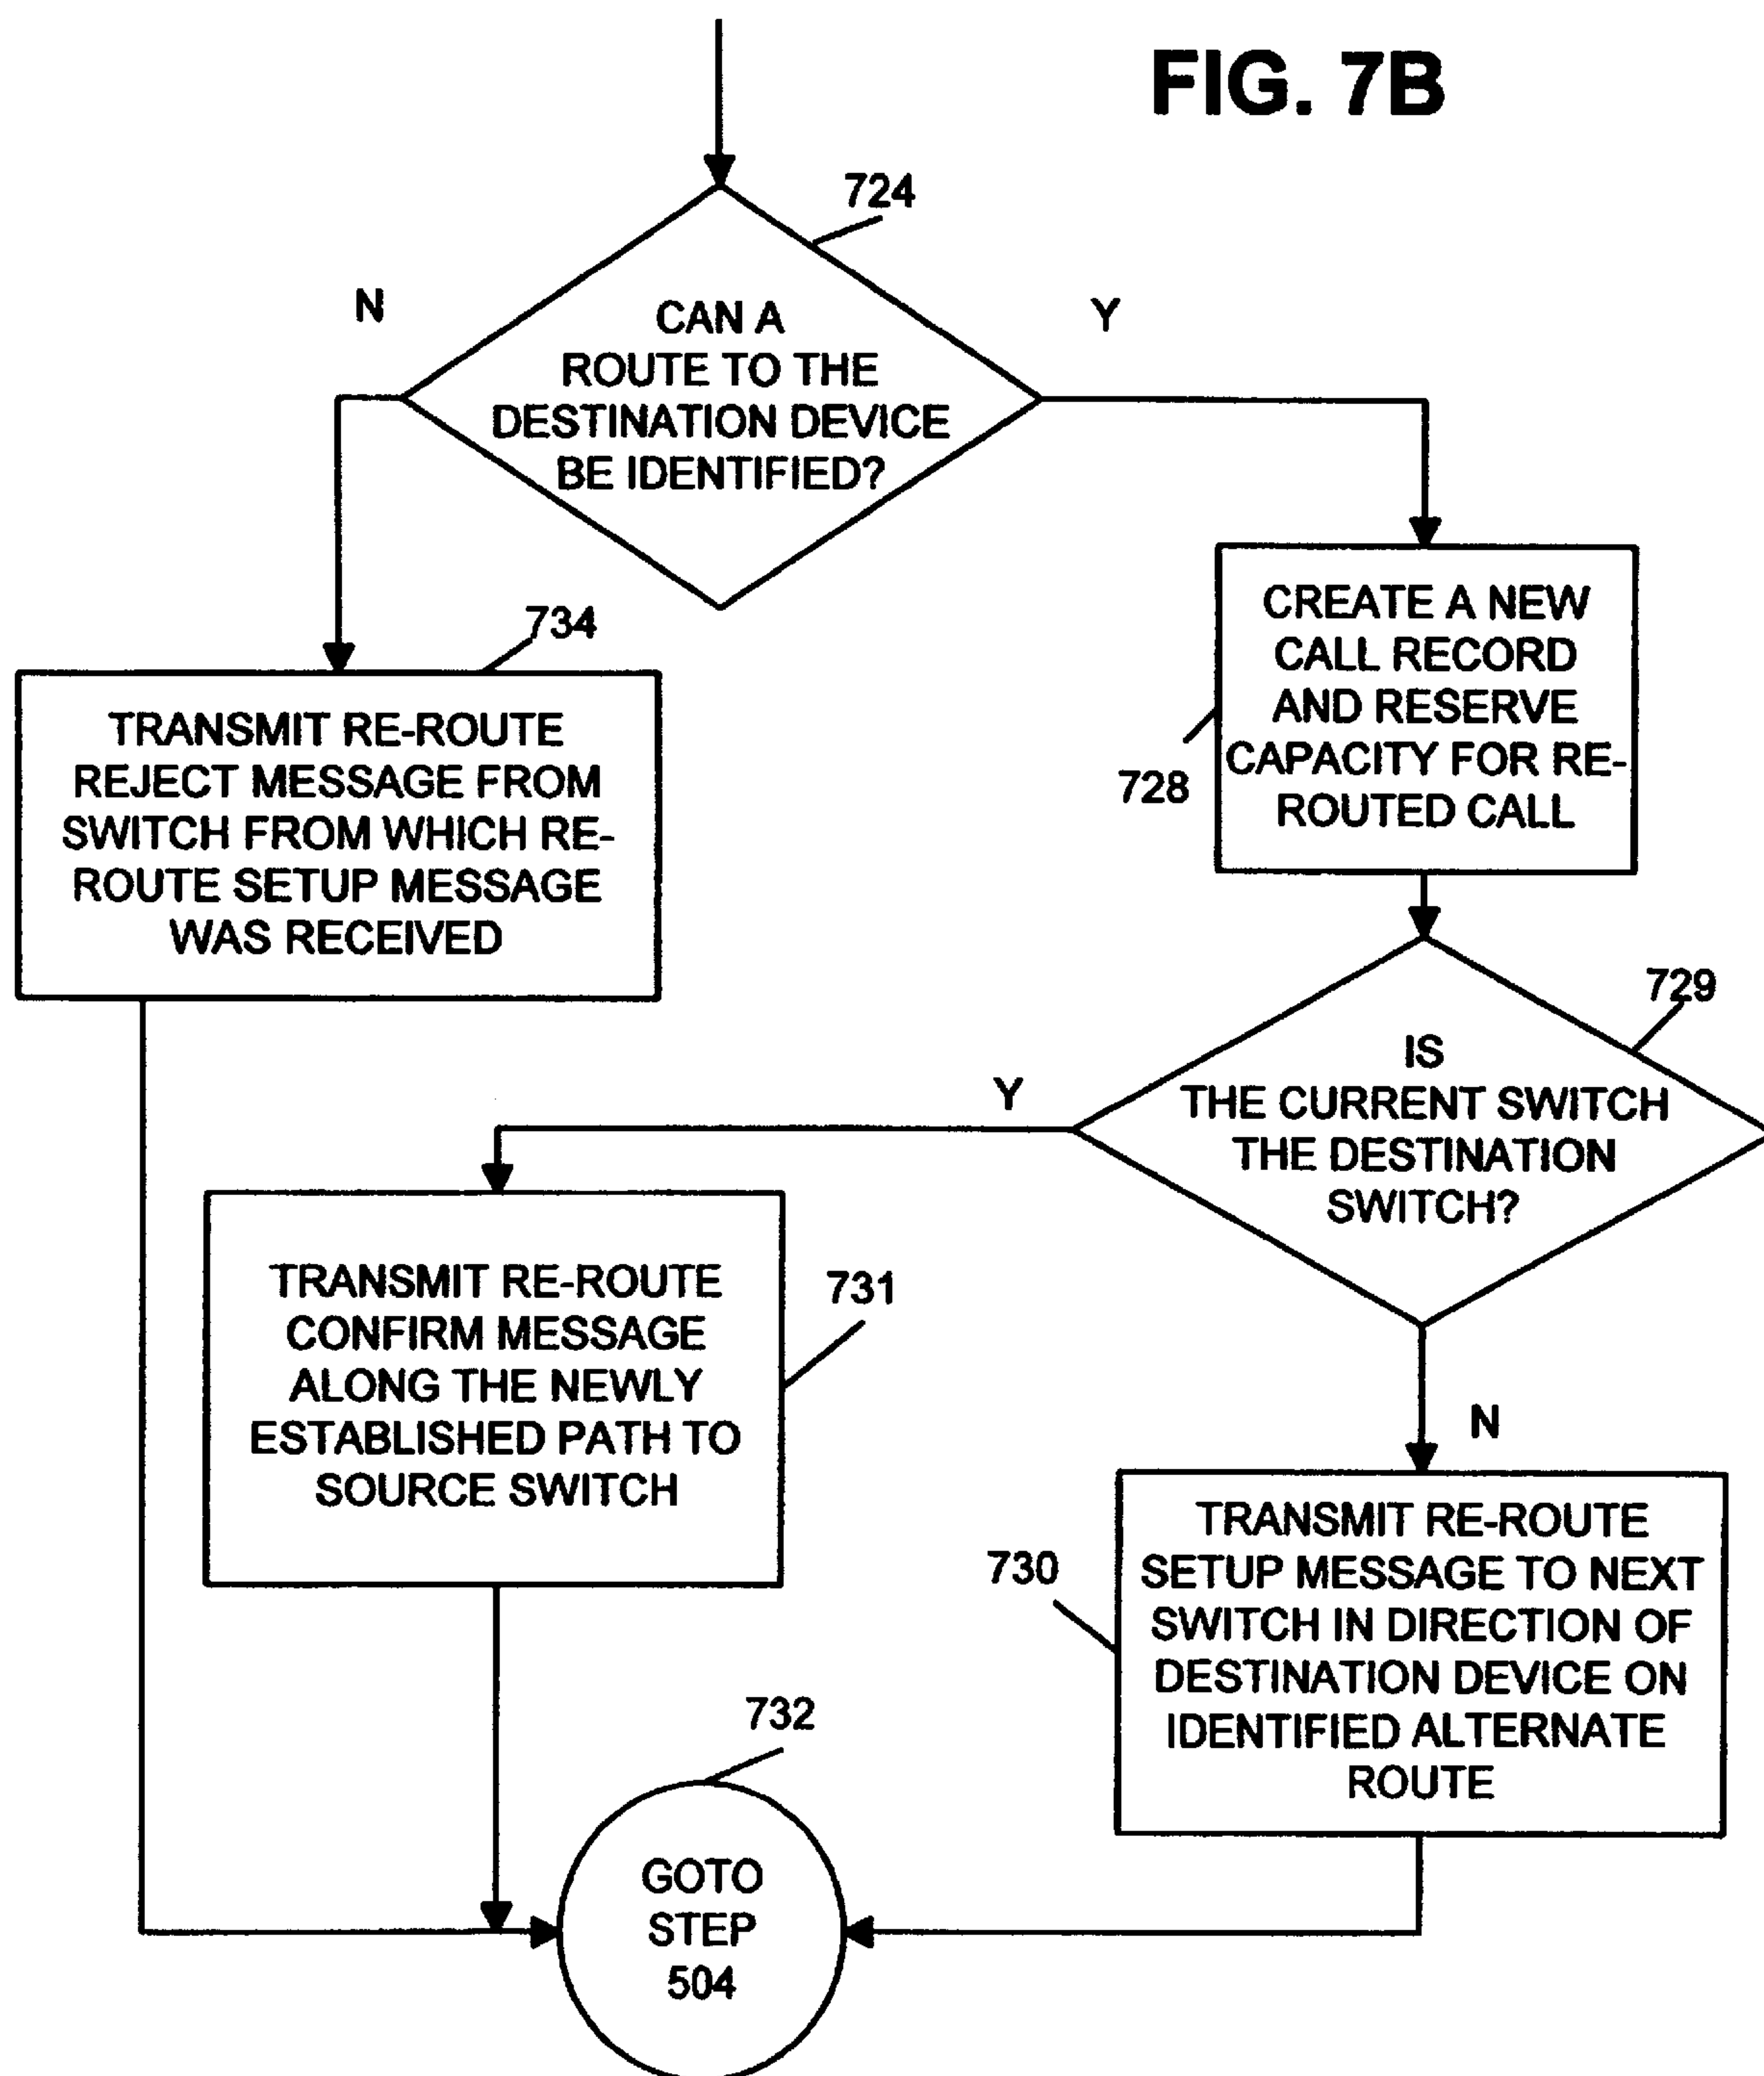 FIG. 7B
724
N
Y
CAN A
ROUTE TO THE
DESTINATION DEVICE
BE IDENTIFIED?
734
TRANSMIT RE-ROUTE
REJECT MESSAGE FROM
SWITCH FROM WHICH RE-
ROUTE SETUP MESSAGE
WAS RECEIVED
CREATE A NEW
CALL RECORD
AND RESERVE
CAPACITY FOR RE-
ROUTED CALL
728
729
IS
THE CURRENT SWITCH
THE DESTINATION
SWITCH?
Y
N
TRANSMIT RE-ROUTE
CONFIRM MESSAGE
ALONG THE NEWLY
ESTABLISHED PATH TO
SOURCE SWITCH
731
730
TRANSMIT RE-ROUTE
SETUP MESSAGE TO NEXT
SWITCH IN DIRECTION OF
DESTINATION DEVICE ON
IDENTIFIED ALTERNATE
ROUTE
732
GOTO
STEP
504